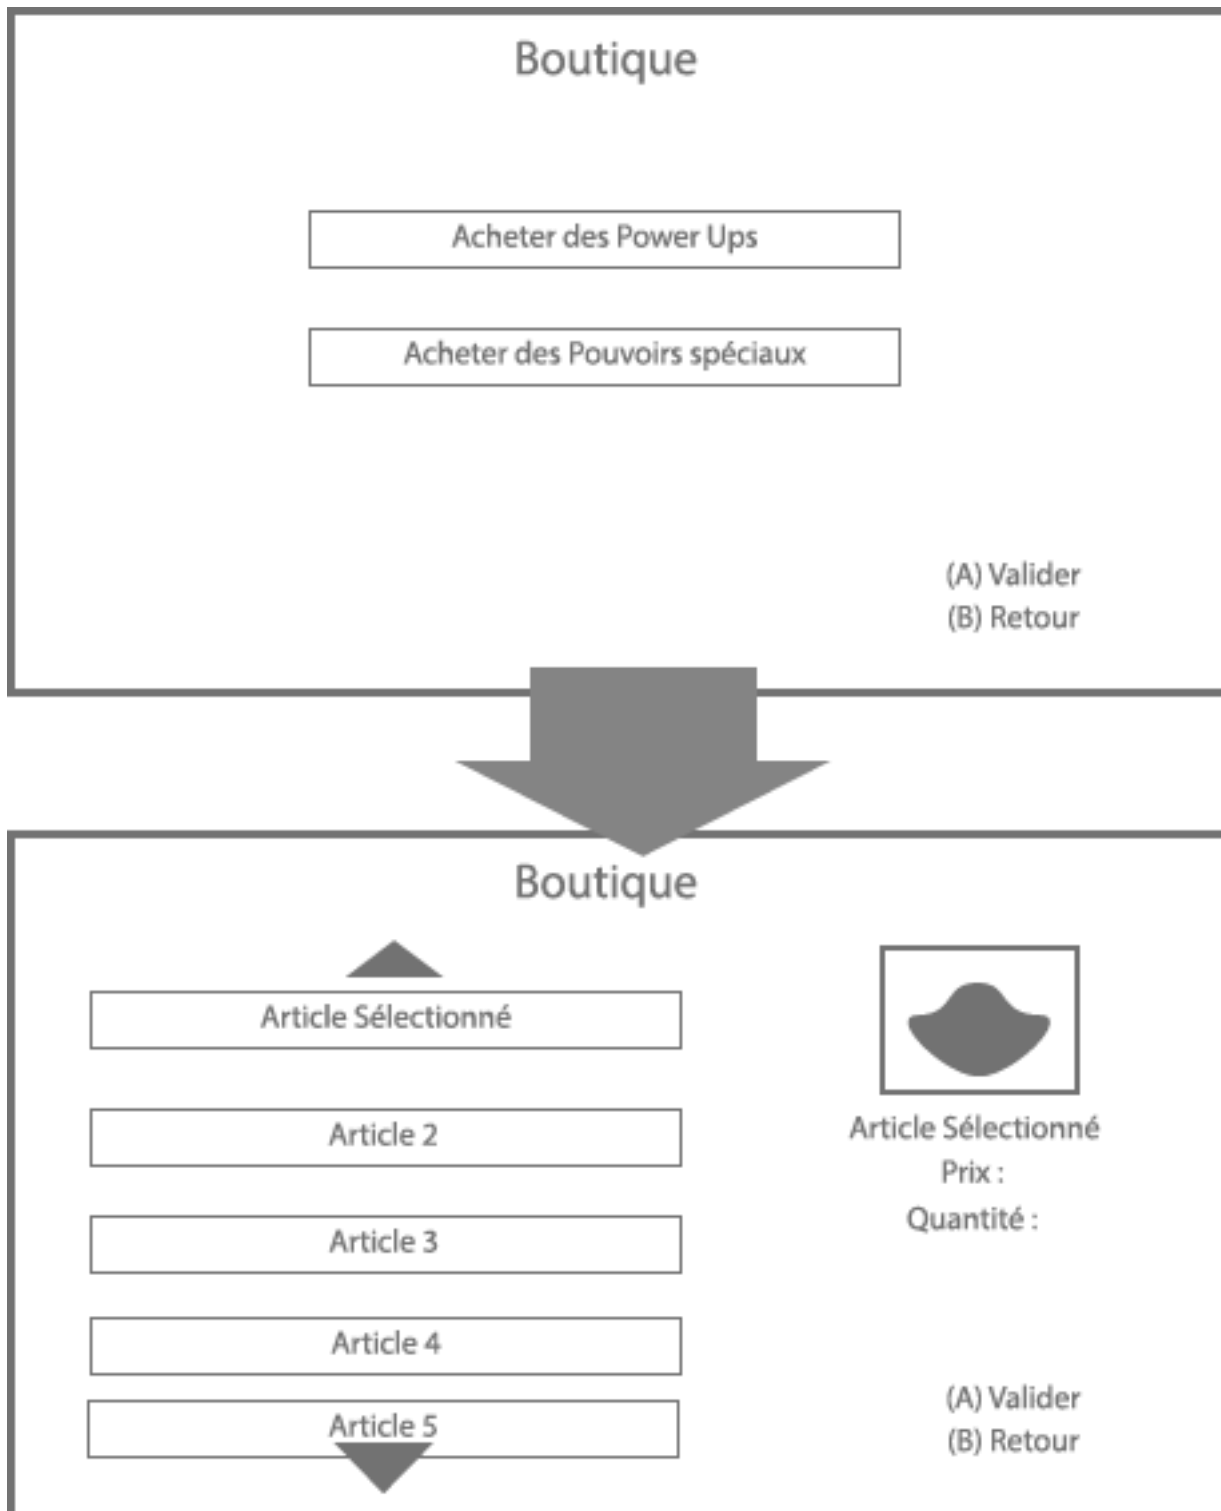 Boutique
Acheter des Power Ups
Acheter des Pouvoirs spéciaux
(A) Valider
(B) Retour
Boutique
Article Sélectionné
Article 2
Article 3
Article 4
Article 5
Article Sélectionné
Prix :
Quantité :
(A) Valider
(B) Retour